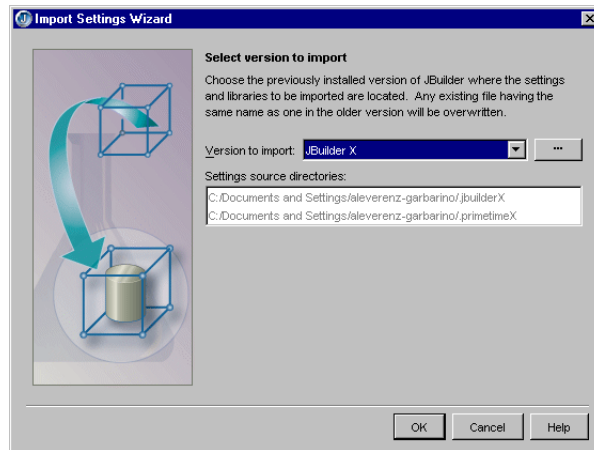 Import Settings Wizard
Select version to import
Choose the previously installed version of JBuilder where the settings
and libraries to be imported are located. Any existing file having the
same name as one in the older version will be overwritten.
Version to import: JBuilder X ...
Settings source directories:
C:/Documents and Settings/aleverenz-garbarino/.jbuilderX
C:/Documents and Settings/aleverenz-garbarino/.primetimeX
OK Cancel Help